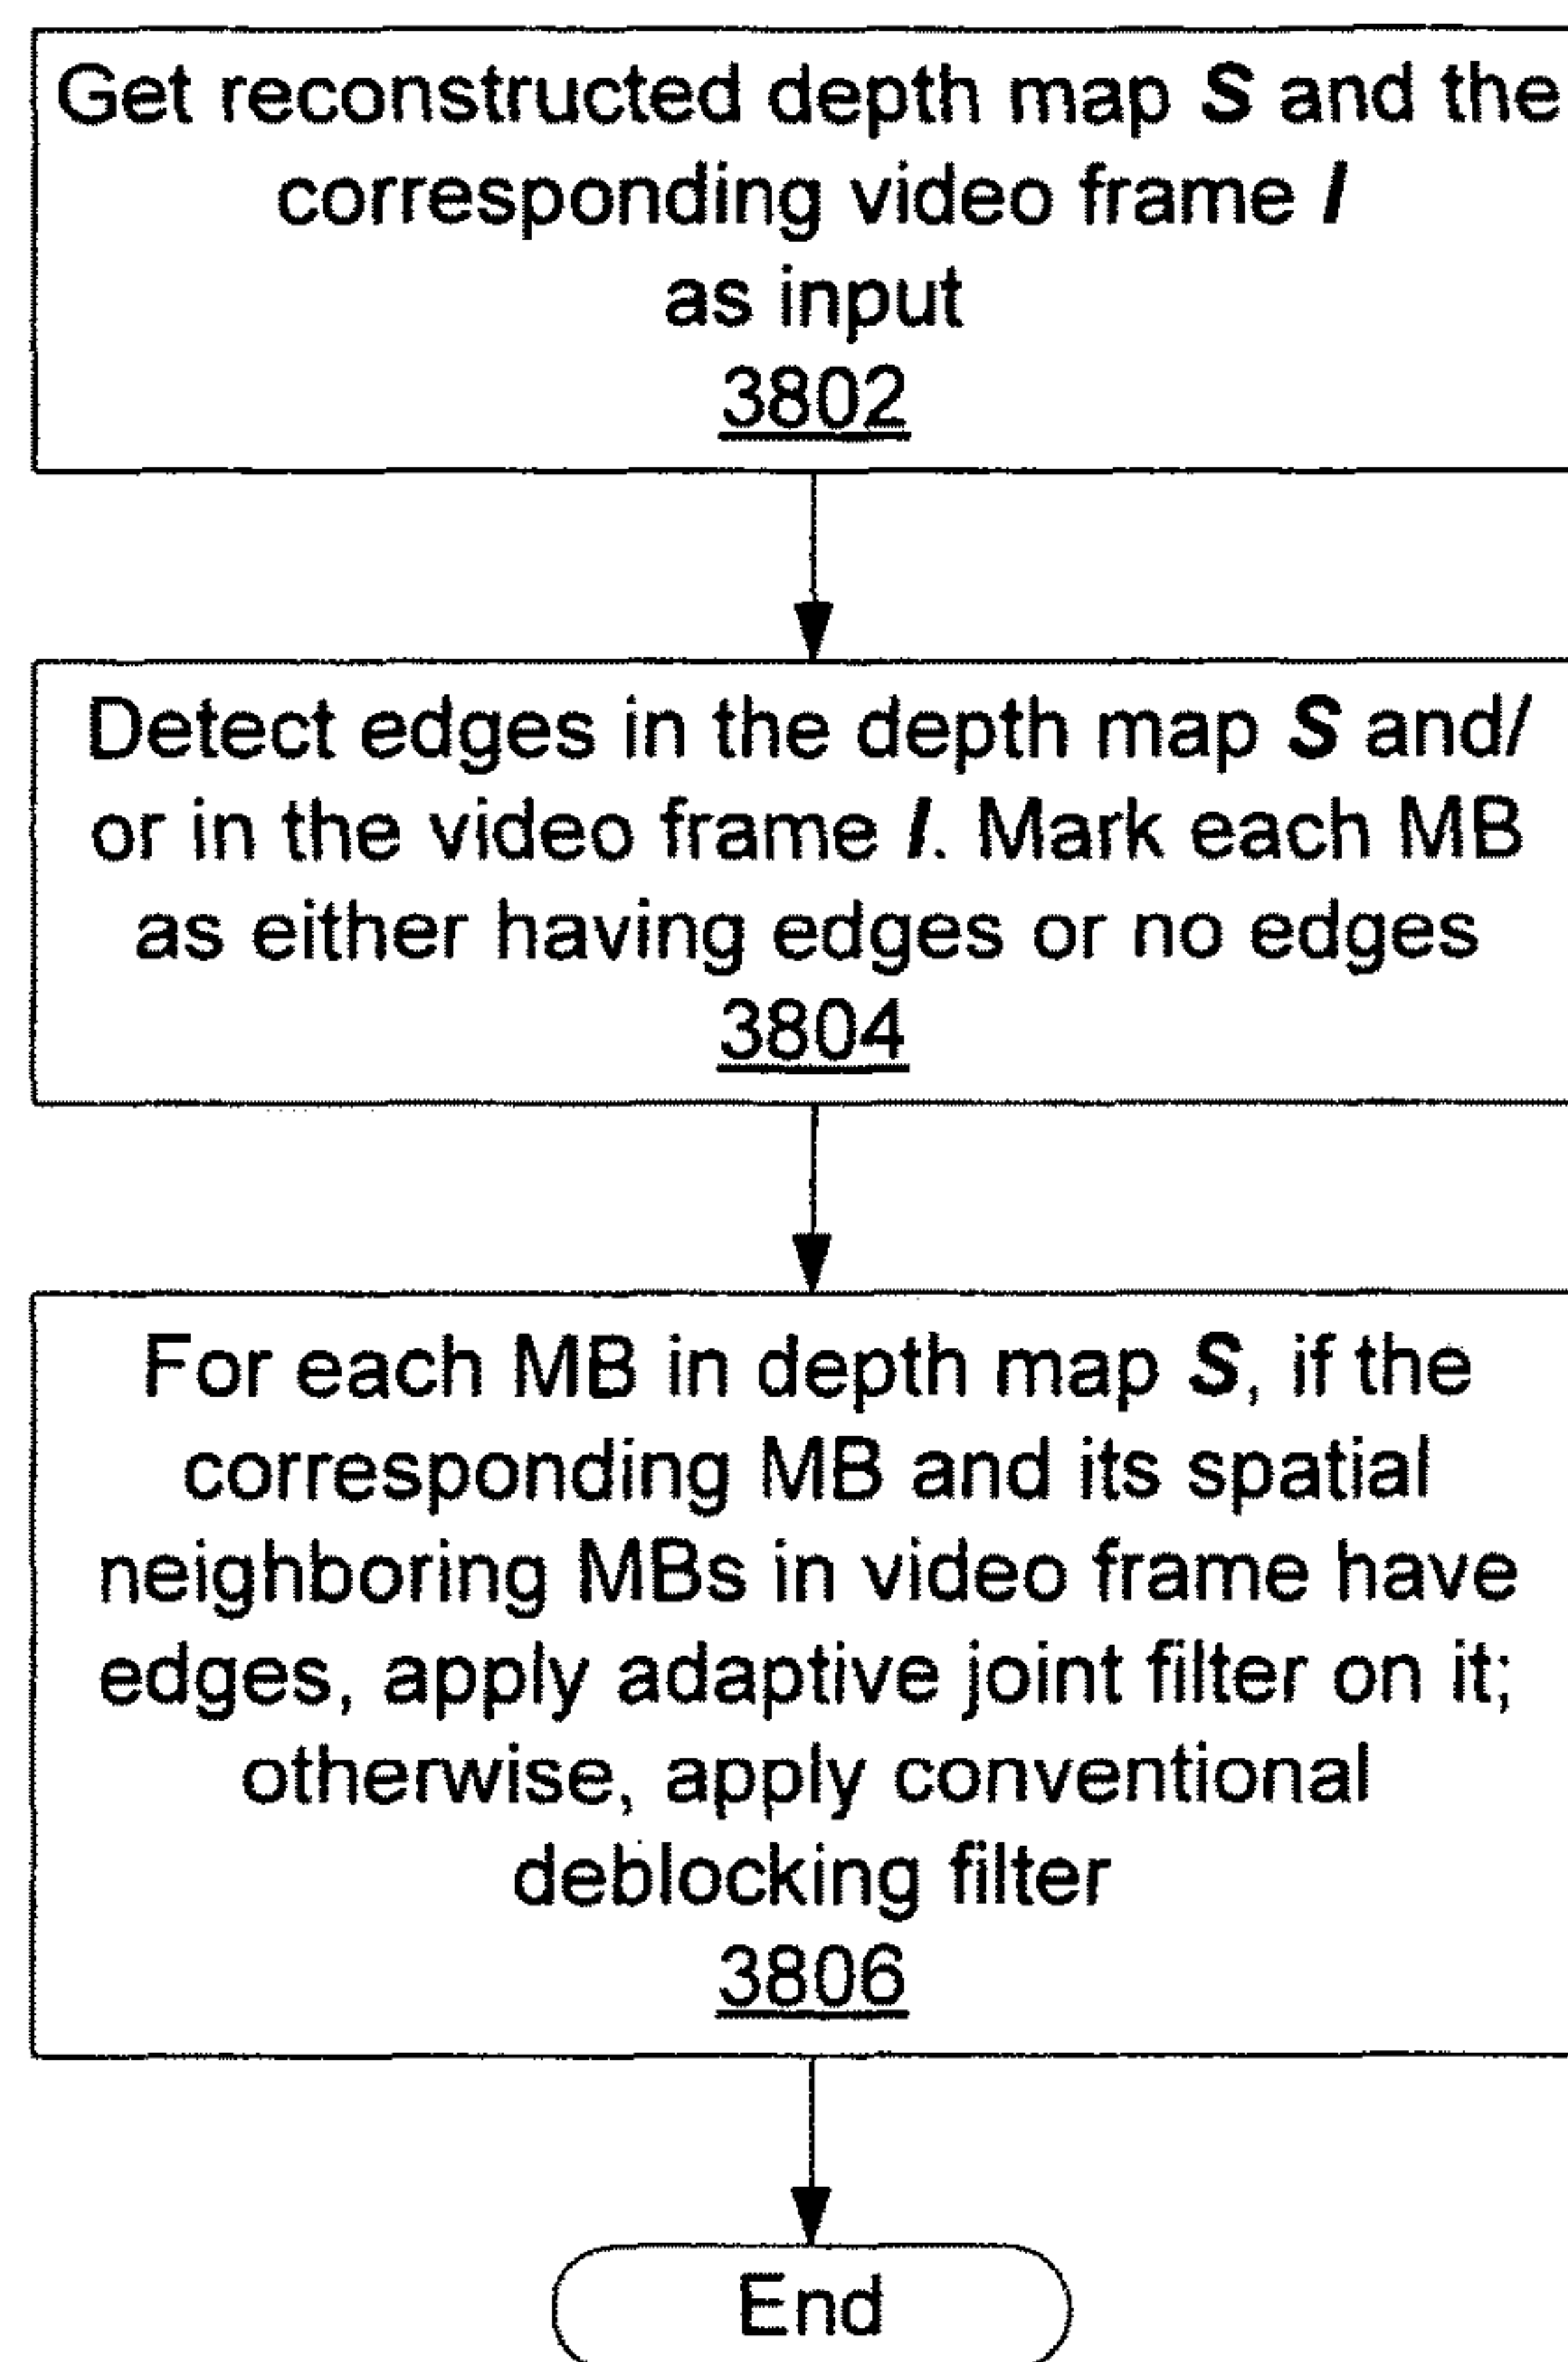 Get reconstructed depth map S and the
corresponding video frame I
as input
3802
Detect edges in the depth map S and/
or in the video frame I. Mark each MB
as either having edges or no edges
3804
For each MB in depth map S, if the
corresponding MB and its spatial
neighboring MBs in video frame have
edges, apply adaptive joint filter on it;
otherwise, apply conventional
deblocking filter
3806
End